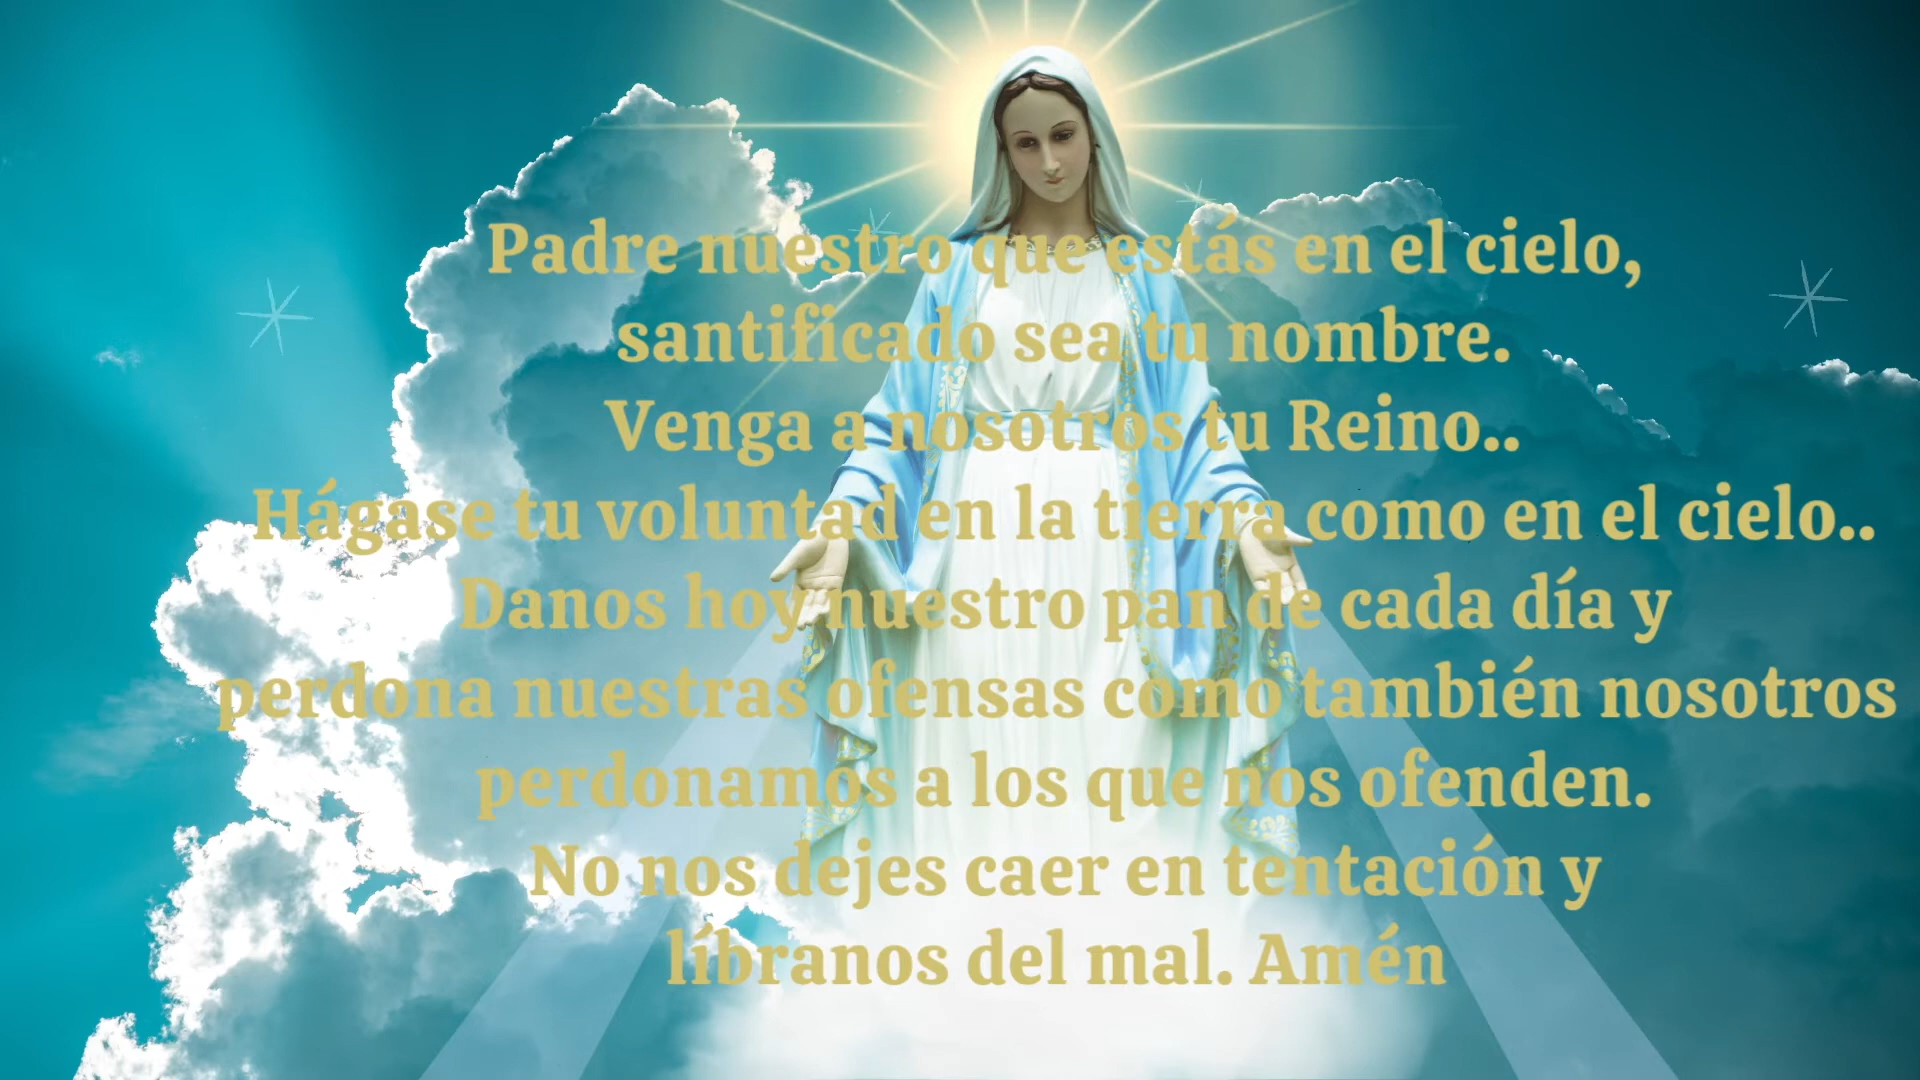 Padre nuestro que estás en el cielo,
santificado sea tu nombre.
Venga a nosotros tu Reino..
Hágase tu voluntad en la tierra como en el cielo..
Danos hoy nuestro pan de cada día y
perdona nuestras ofensas como también nosotros
perdonamos a los que nos ofenden.
No nos dejes caer en tentación y
líbranos del mal. Amén